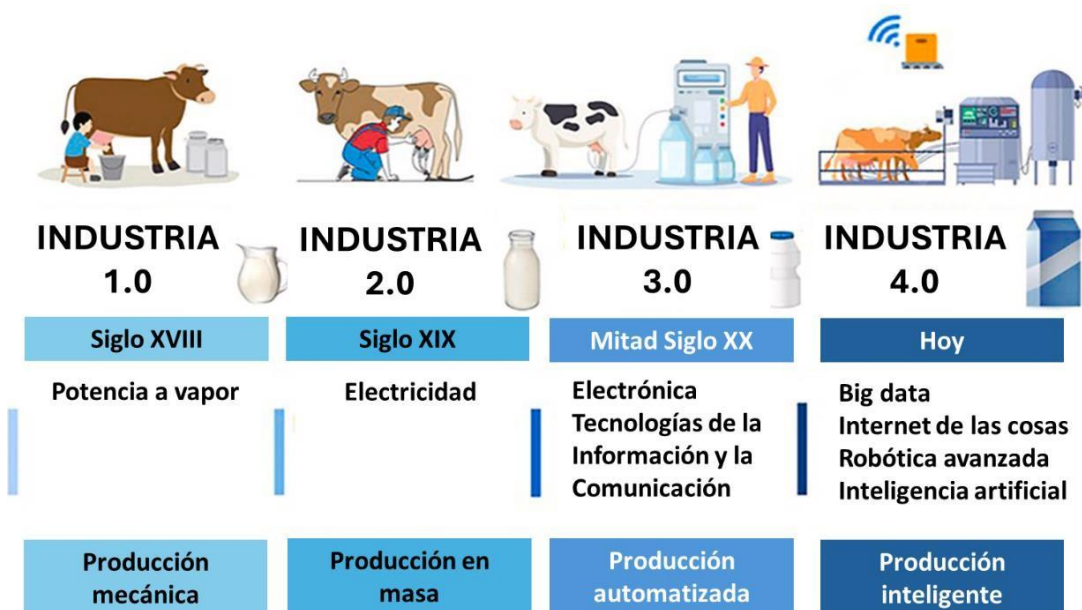 INDUSTRIA
1.0
INDUSTRIA
2.0
INDUSTRIA
3.0
INDUSTRIA
4.0
Siglo XVIII
Siglo XIX
Mitad Siglo XX
Hoy
Potencia a vapor
Electricidad
Electrónica
Tecnologías de la
Información y la
Comunicación
Big data
Internet de las cosas
Robótica avanzada
Inteligencia artificial
Producción
mecánica
Producción en
masa
Producción
automatizada
Producción
inteligente